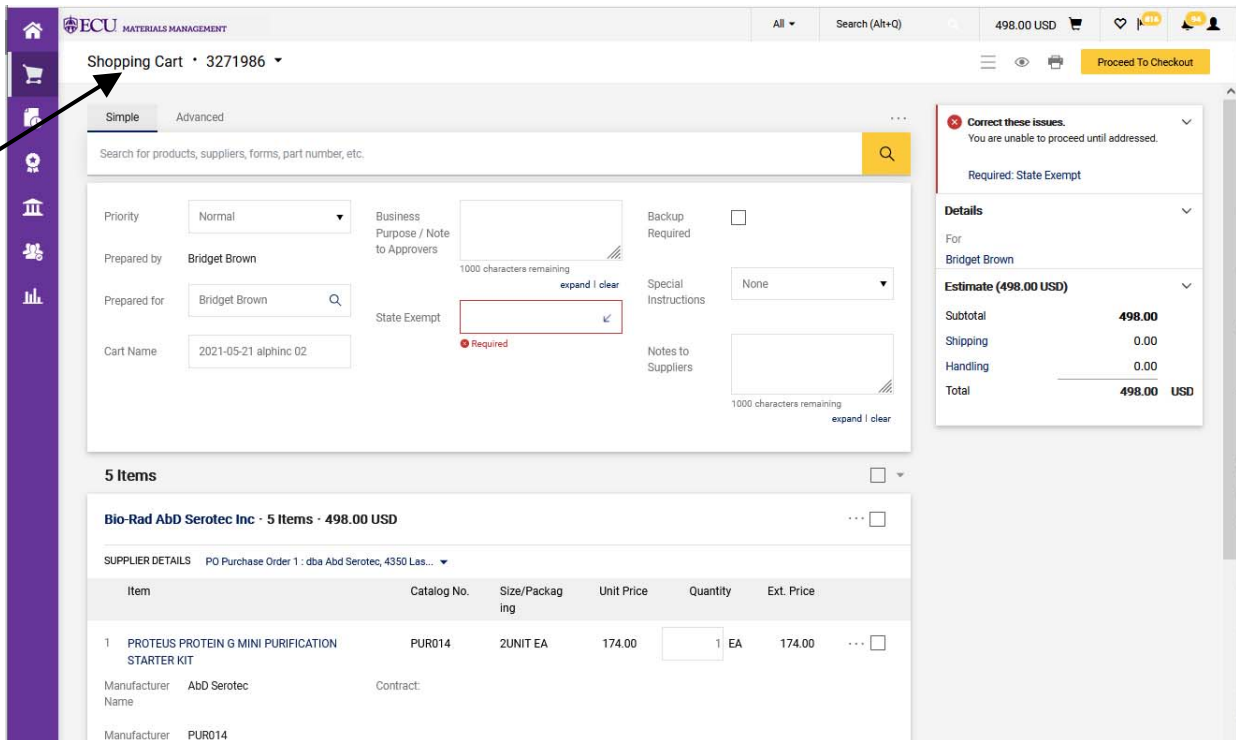 ECU MATERIALS MANAGEMENT
All
Search (Alt+Q)
498.00 USD
94
Shopping Cart • 3271986
Proceed To Checkout
Simple
Advanced
...
Search for products, suppliers, forms, part number, etc.
Priority
Normal
Prepared by
Bridget Brown
Prepared for
Bridget Brown
Cart Name
2021-05-21 alphinc 02
Business
Purpose / Note
to Approvers
1000 characters remaining
expand | clear
State Exempt
Required
Backup
Required
Special
Instructions
None
Notes to
Suppliers
1000 characters remaining
expand | clear
Correct these issues.
You are unable to proceed until addressed.
Required: State Exempt
Details
For
Bridget Brown
Estimate (498.00 USD)
Subtotal 498.00
Shipping 0.00
Handling 0.00
Total 498.00 USD
5 Items
Bio-Rad AbD Serotec Inc · 5 Items · 498.00 USD
...
SUPPLIER DETAILS PO Purchase Order 1 : dba Abd Serotec, 4350 Las...
Item Catalog No. Size/Packag Unit Price Quantity Ext. Price
ing
1 PROTEUS PROTEIN G MINI PURIFICATION PUR014 2UNIT EA 174.00 1 EA 174.00 ...
STARTER KIT
Manufacturer AbD Serotec Contract:
Name
Manufacturer PUR014